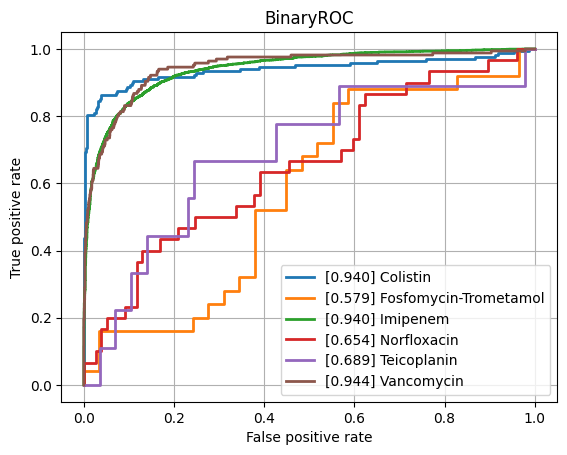 BinaryROC
True positive rate
1.0
0.8
0.6
0.4
0.2
0.0
[0.940] Colistin
[0.579] Fosfomycin-Trometamol
[0.940] Imipenem
[0.654] Norfloxacin
[0.689] Teicoplanin
[0.944] Vancomycin
0.0 0.2 0.4 0.6 0.8 1.0
False positive rate